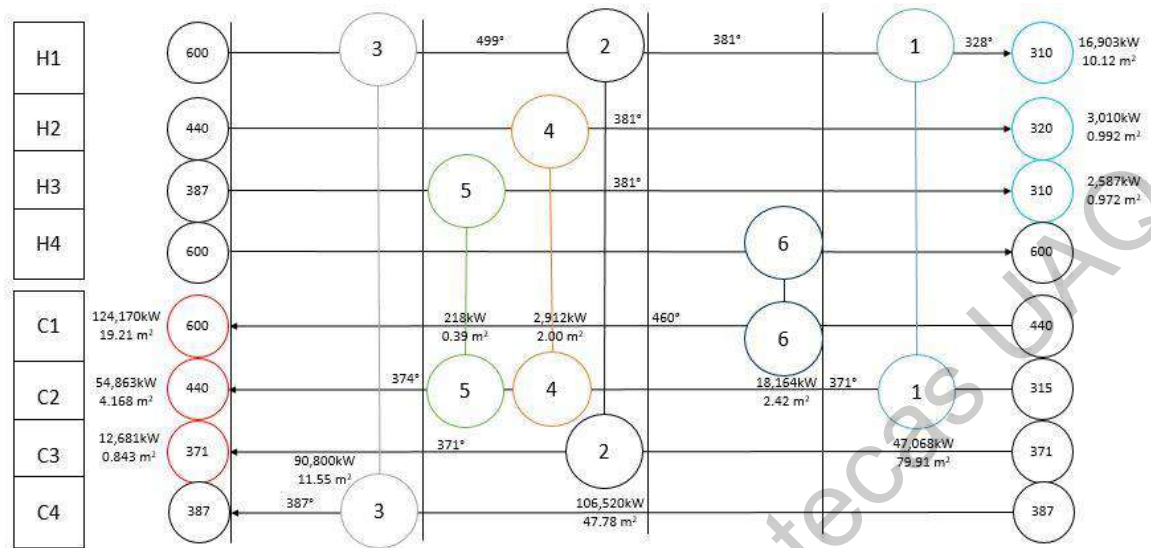 H1 600 3 499° 2 381° 1 328° 310 16,903kW
10.12 m²
H2 440 4 381° 320 3,010kW
0.992 m²
H3 387 5 381° 310 2,587kW
0.972 m²
H4 600 6 600
C1 124,170kW 600 218kW 2,912kW 460° 6 440
19.21 m² 0.39 m² 2.00 m²
C2 54,863kW 440 374° 5 4 18,164kW 371° 1 315
4.168 m² 2.42 m²
C3 12,681kW 371 371° 2 47,068kW 371
0.843 m² 79.91 m²
90,800kW
11.55 m²
C4 387 387° 3 106,520kW 387
47.78 m²
tecas UAQ